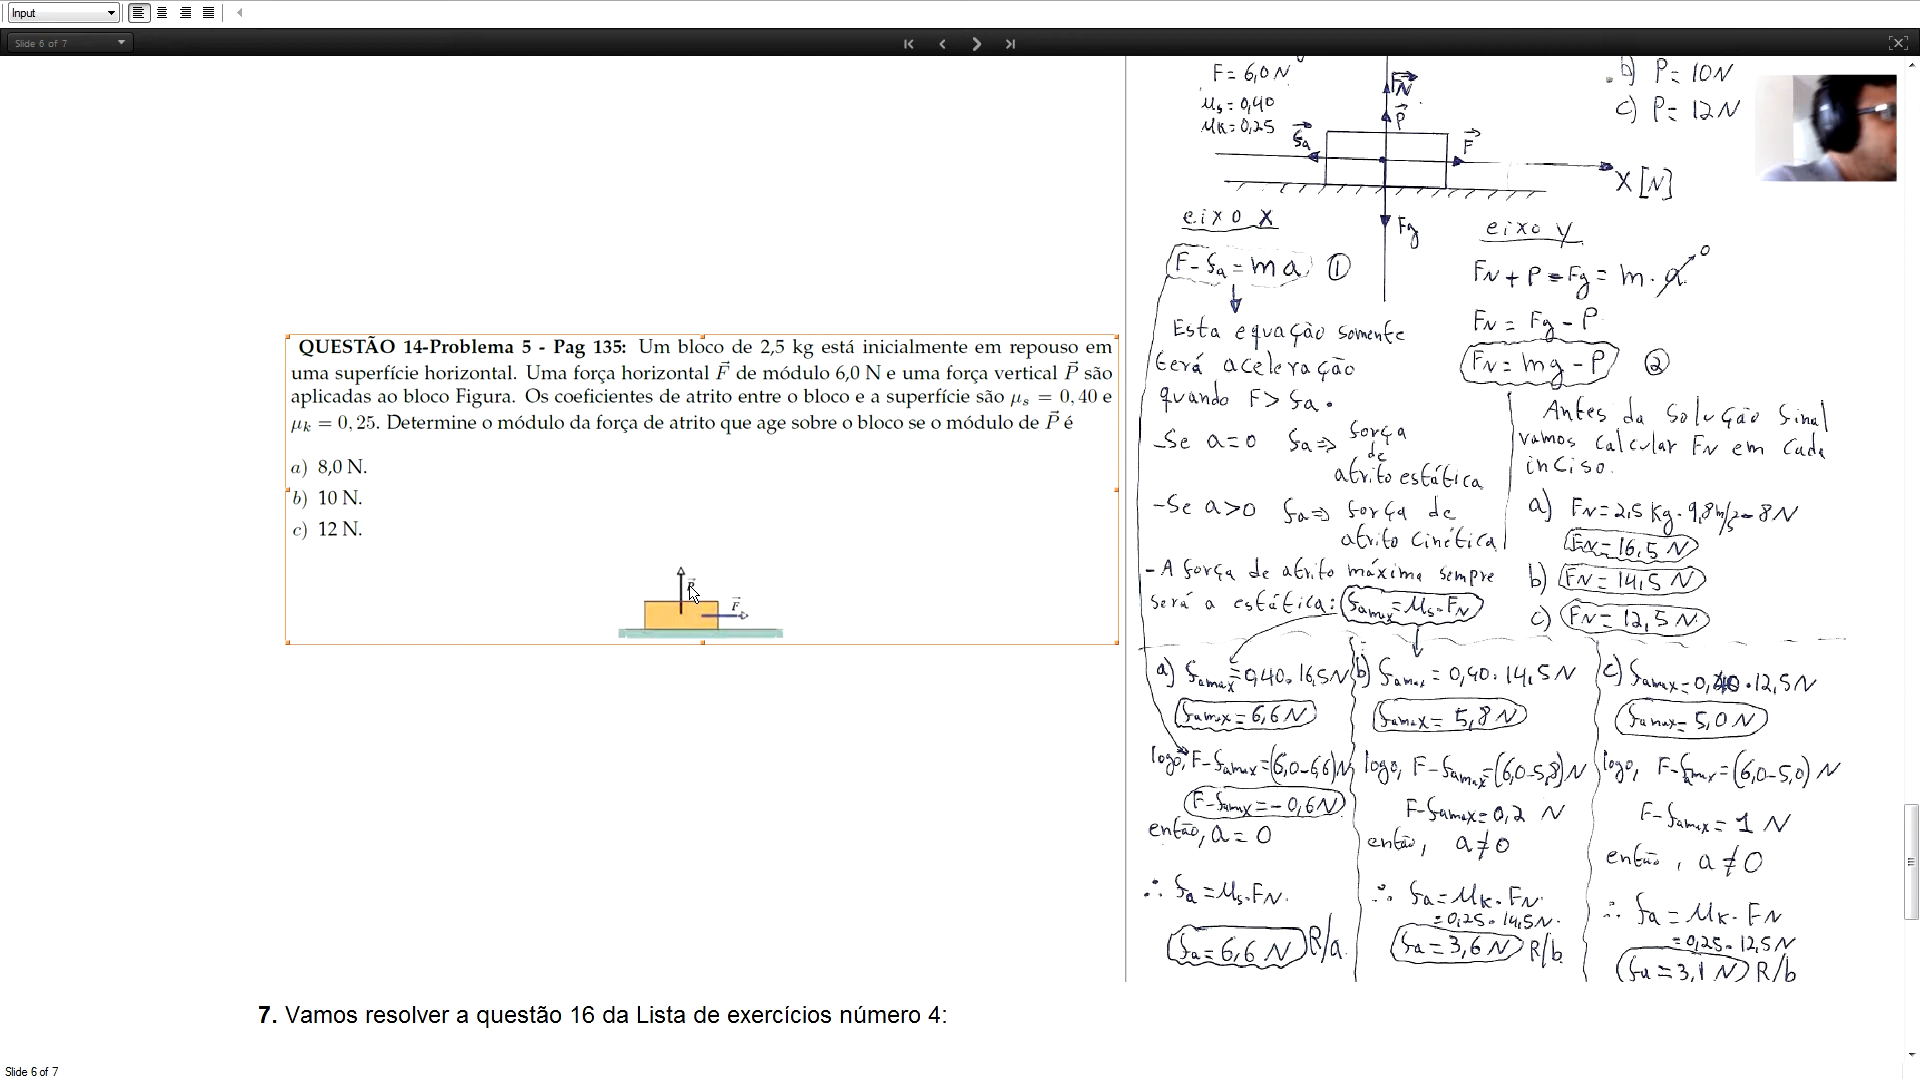 Input
Slide 6 of 7
QUESTÃO 14-Problema 5 - Pag 135: Um bloco de 2,5 kg está inicialmente em repouso em
uma superfície horizontal. Uma força horizontal F⃗ de módulo 6,0 N e uma força vertical P⃗ são
aplicadas ao bloco Figura. Os coeficientes de atrito entre o bloco e a superfície são μs = 0,40 e
μk = 0,25. Determine o módulo da força de atrito que age sobre o bloco se o módulo de P⃗ é
a) 8,0 N.
b) 10 N.
c) 12 N.
P⃗
F⃗
F = 6,0 N
μs = 0,40
μk = 0,25
b) P = 10N
c) P = 12N
FN
P⃗
fa
F⃗
X [N]
Fg
eixo X
F - fa = m a ①
Esta equação somente
terá aceleração
quando F > fa.
- Se a = 0 fa ⇒ força
de
atrito estática
- Se a > 0 fa ⇒ força de
atrito cinética
- A força de atrito máxima sempre
será a estática: famax = μs · FN
eixo y
FN + P - Fg = m · a 0
FN = Fg - P
FN = mg - P ②
Antes da solução final
vamos calcular FN em cada
inciso.
a) FN = 2,5 Kg · 9,8 m/s² - 8N
FN = 16,5 N
b) FN = 14,5 N
c) FN = 12,5 N
a) famax = 0,40 · 16,5N
famax = 6,6 N
logo, F - famax = (6,0 - 6,6) N
F - famax = - 0,6 N
então, a = 0
∴ fa = μs · FN.
fa = 6,6 N R/a.
b) famax = 0,40 · 14,5 N
famax = 5,8 N
logo, F - famax = (6,0 - 5,8) N
F - famax = 0,2 N
então, a ≠ 0
∴ fa = μk · FN.
= 0,25 · 14,5 N.
fa = 3,6 N R/b
c) famax = 0,40 · 12,5 N
famax = 5,0 N
logo, F - famax = (6,0 - 5,0) N
F - famax = 1 N
então, a ≠ 0
∴ fa = μk · FN
= 0,25 · 12,5 N
fa = 3,1 N R/b
7. Vamos resolver a questão 16 da Lista de exercícios número 4:
Slide 6 of 7